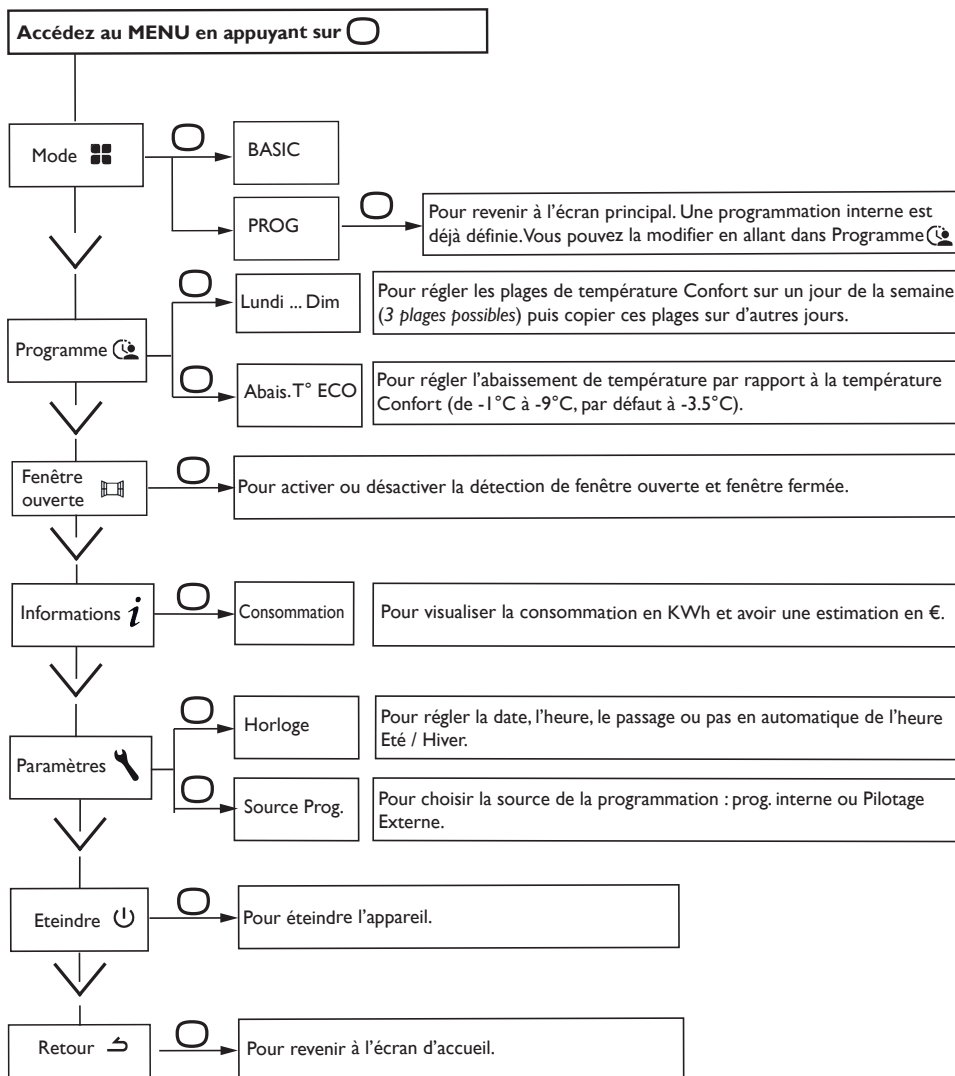 Accédez au MENU en appuyant sur
Mode
BASIC
PROG
Pour revenir à l'écran principal. Une programmation interne est
déjà définie. Vous pouvez la modifier en allant dans Programme
Programme
Lundi ... Dim
Pour régler les plages de température Confort sur un jour de la semaine
(3 plages possibles) puis copier ces plages sur d'autres jours.
Abais. T° ECO
Pour régler l'abaissement de température par rapport à la température
Confort (de -1°C à -9°C, par défaut à -3.5°C).
Fenêtre
ouverte
Pour activer ou désactiver la détection de fenêtre ouverte et fenêtre fermée.
Informations i
Consommation
Pour visualiser la consommation en KWh et avoir une estimation en €.
Paramètres
Horloge
Pour régler la date, l'heure, le passage ou pas en automatique de l'heure
Eté / Hiver.
Source Prog.
Pour choisir la source de la programmation : prog. interne ou Pilotage
Externe.
Eteindre
Pour éteindre l'appareil.
Retour
Pour revenir à l'écran d'accueil.